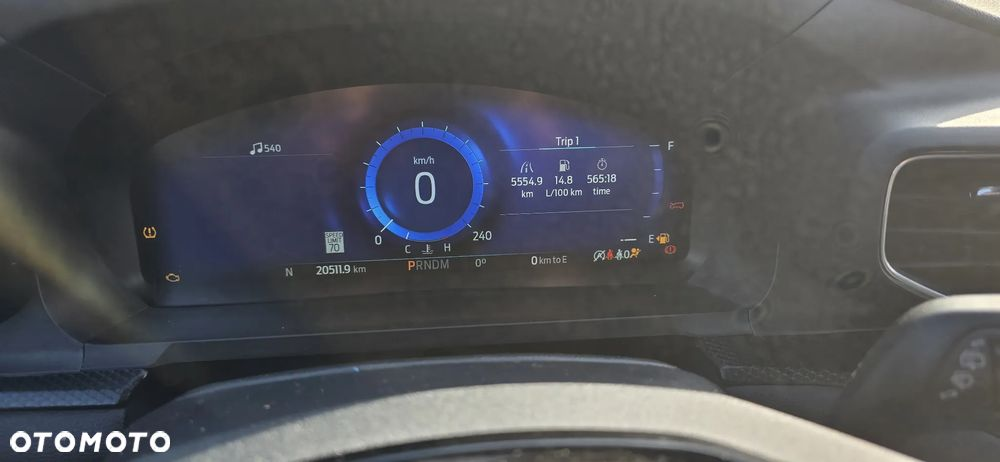 540
km/h
0
0
240
C
H
SPEED
LIMIT
70
N
20511.9 km
PRNDM
0°
0 km to E
Trip 1
5554.9
km
14.8
L/100 km
565:18
time
F
E
OTOMOTO